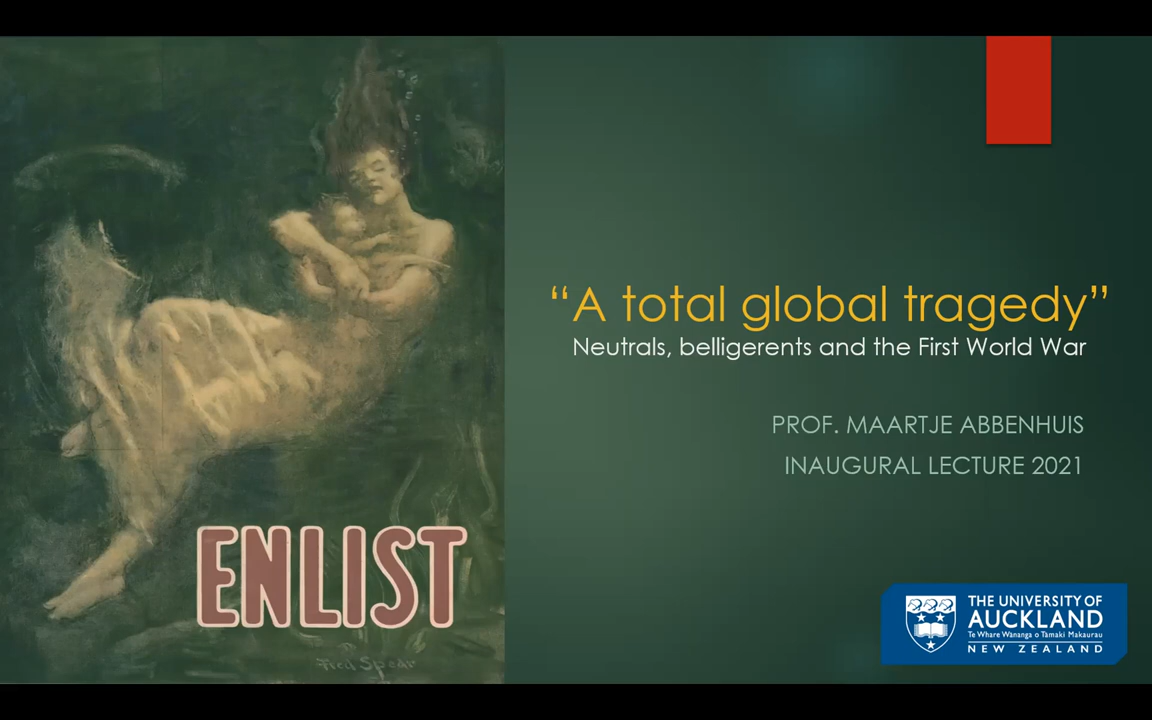 ENLIST
Fred Spear
“A total global tragedy”
Neutrals, belligerents and the First World War
PROF. MAARTJE ABBENHUIS
INAUGURAL LECTURE 2021
THE UNIVERSITY OF
AUCKLAND
Te Whare Wānanga o Tāmaki Makaurau
NEW ZEALAND